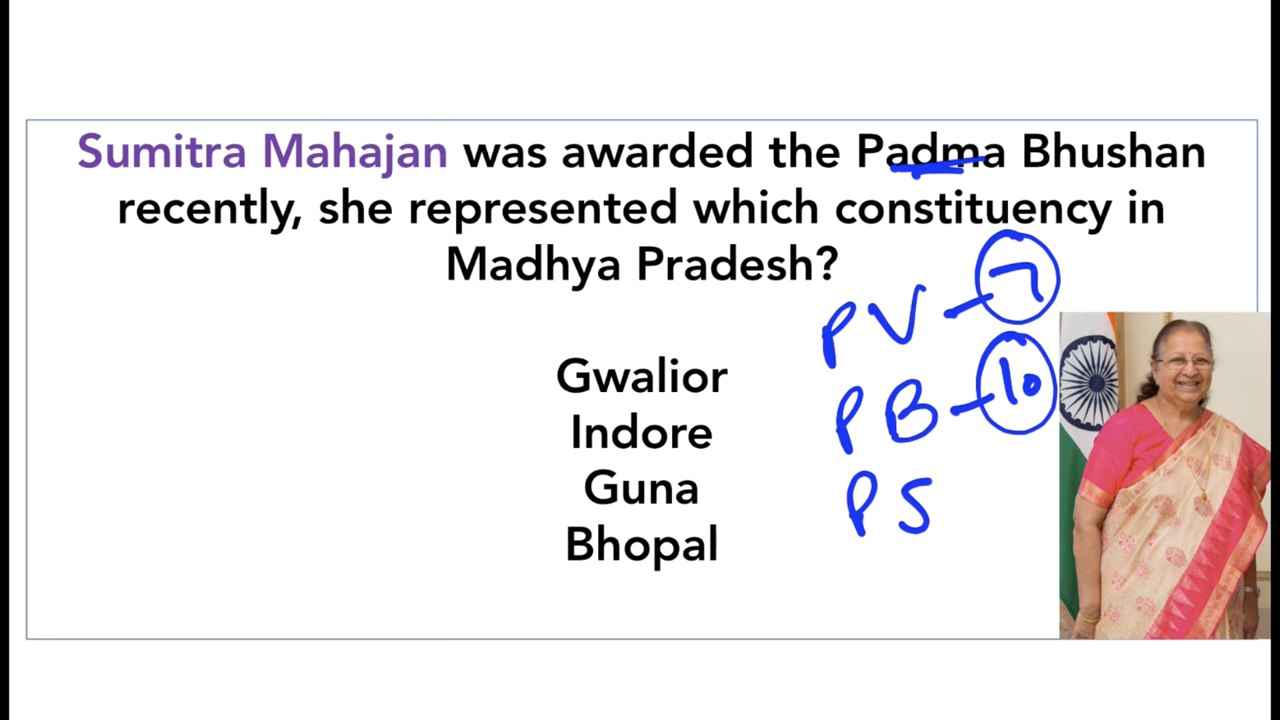 Sumitra Mahajan was awarded the Padma Bhushan
recently, she represented which constituency in
Madhya Pradesh?
Gwalior
Indore
Guna
Bhopal
PV - 7
PB - 10
PS